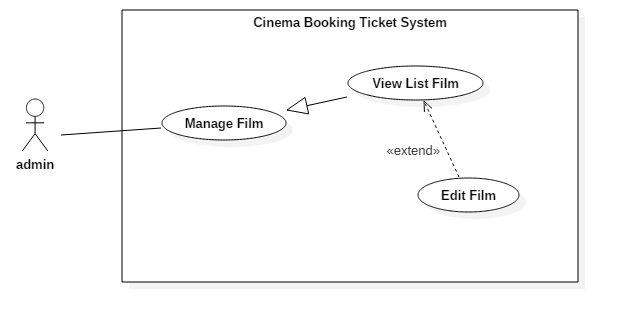 Cinema Booking Ticket System
View List Film
Manage Film
«extend»
admin
Edit Film